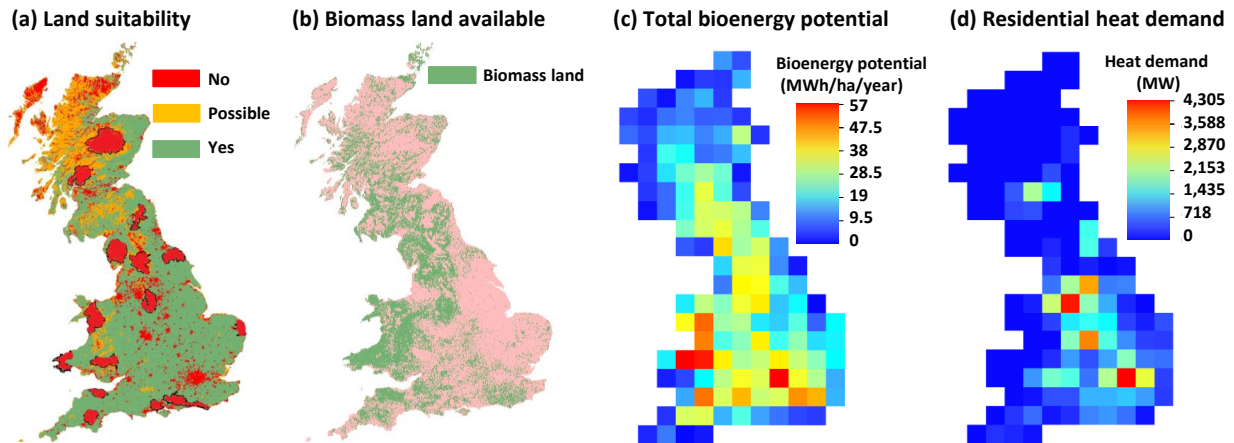 (a) Land suitability
No
Possible
Yes
(b) Biomass land available
Biomass land
(c) Total bioenergy potential
Bioenergy potential
(MWh/ha/year)
57
47.5
38
28.5
19
9.5
0
(d) Residential heat demand
Heat demand
(MW)
4,305
3,588
2,870
2,153
1,435
718
0